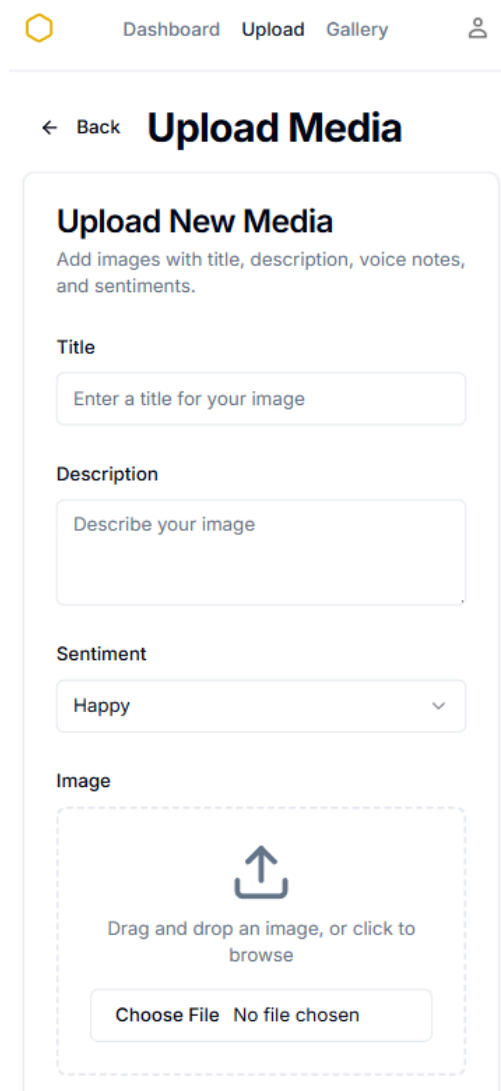 Dashboard Upload Gallery
Back Upload Media
Upload New Media
Add images with title, description, voice notes,
and sentiments.
Title
Enter a title for your image
Description
Describe your image
Sentiment
Happy
Image
Drag and drop an image, or click to
browse
Choose File No file chosen